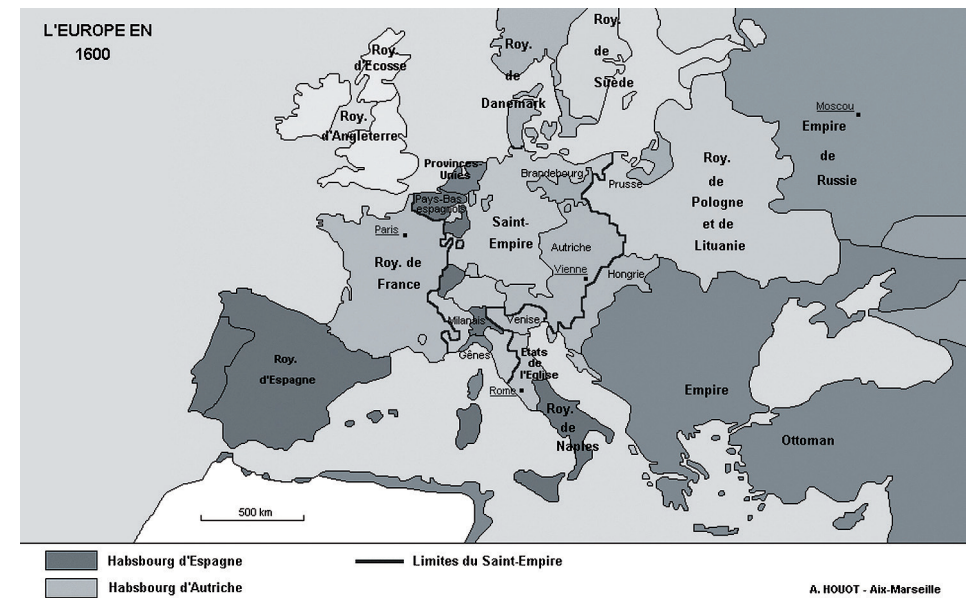 L'EUROPE EN
1600
Roy.
d'Ecosse
Roy.
d'Angleterre
Roy.
de
Danemark
Roy.
de
Suède
Moscou
Empire
de
Russie
Provinces-
Unies
Pays-Bas
espagnols
Brandebourg
Prusse
Roy.
de
Pologne
et de
Lituanie
Paris
Roy. de
France
Saint-
Empire
Autriche
Vienne
Hongrie
Milanais
Venise
Gênes
Etats
de
l'Eglise
Rome
Roy.
d'Espagne
Roy.
de
Naples
Empire
Ottoman
500 km
Habsbourg d'Espagne
Limites du Saint-Empire
Habsbourg d'Autriche
A. HOUOT - Aix-Marseille